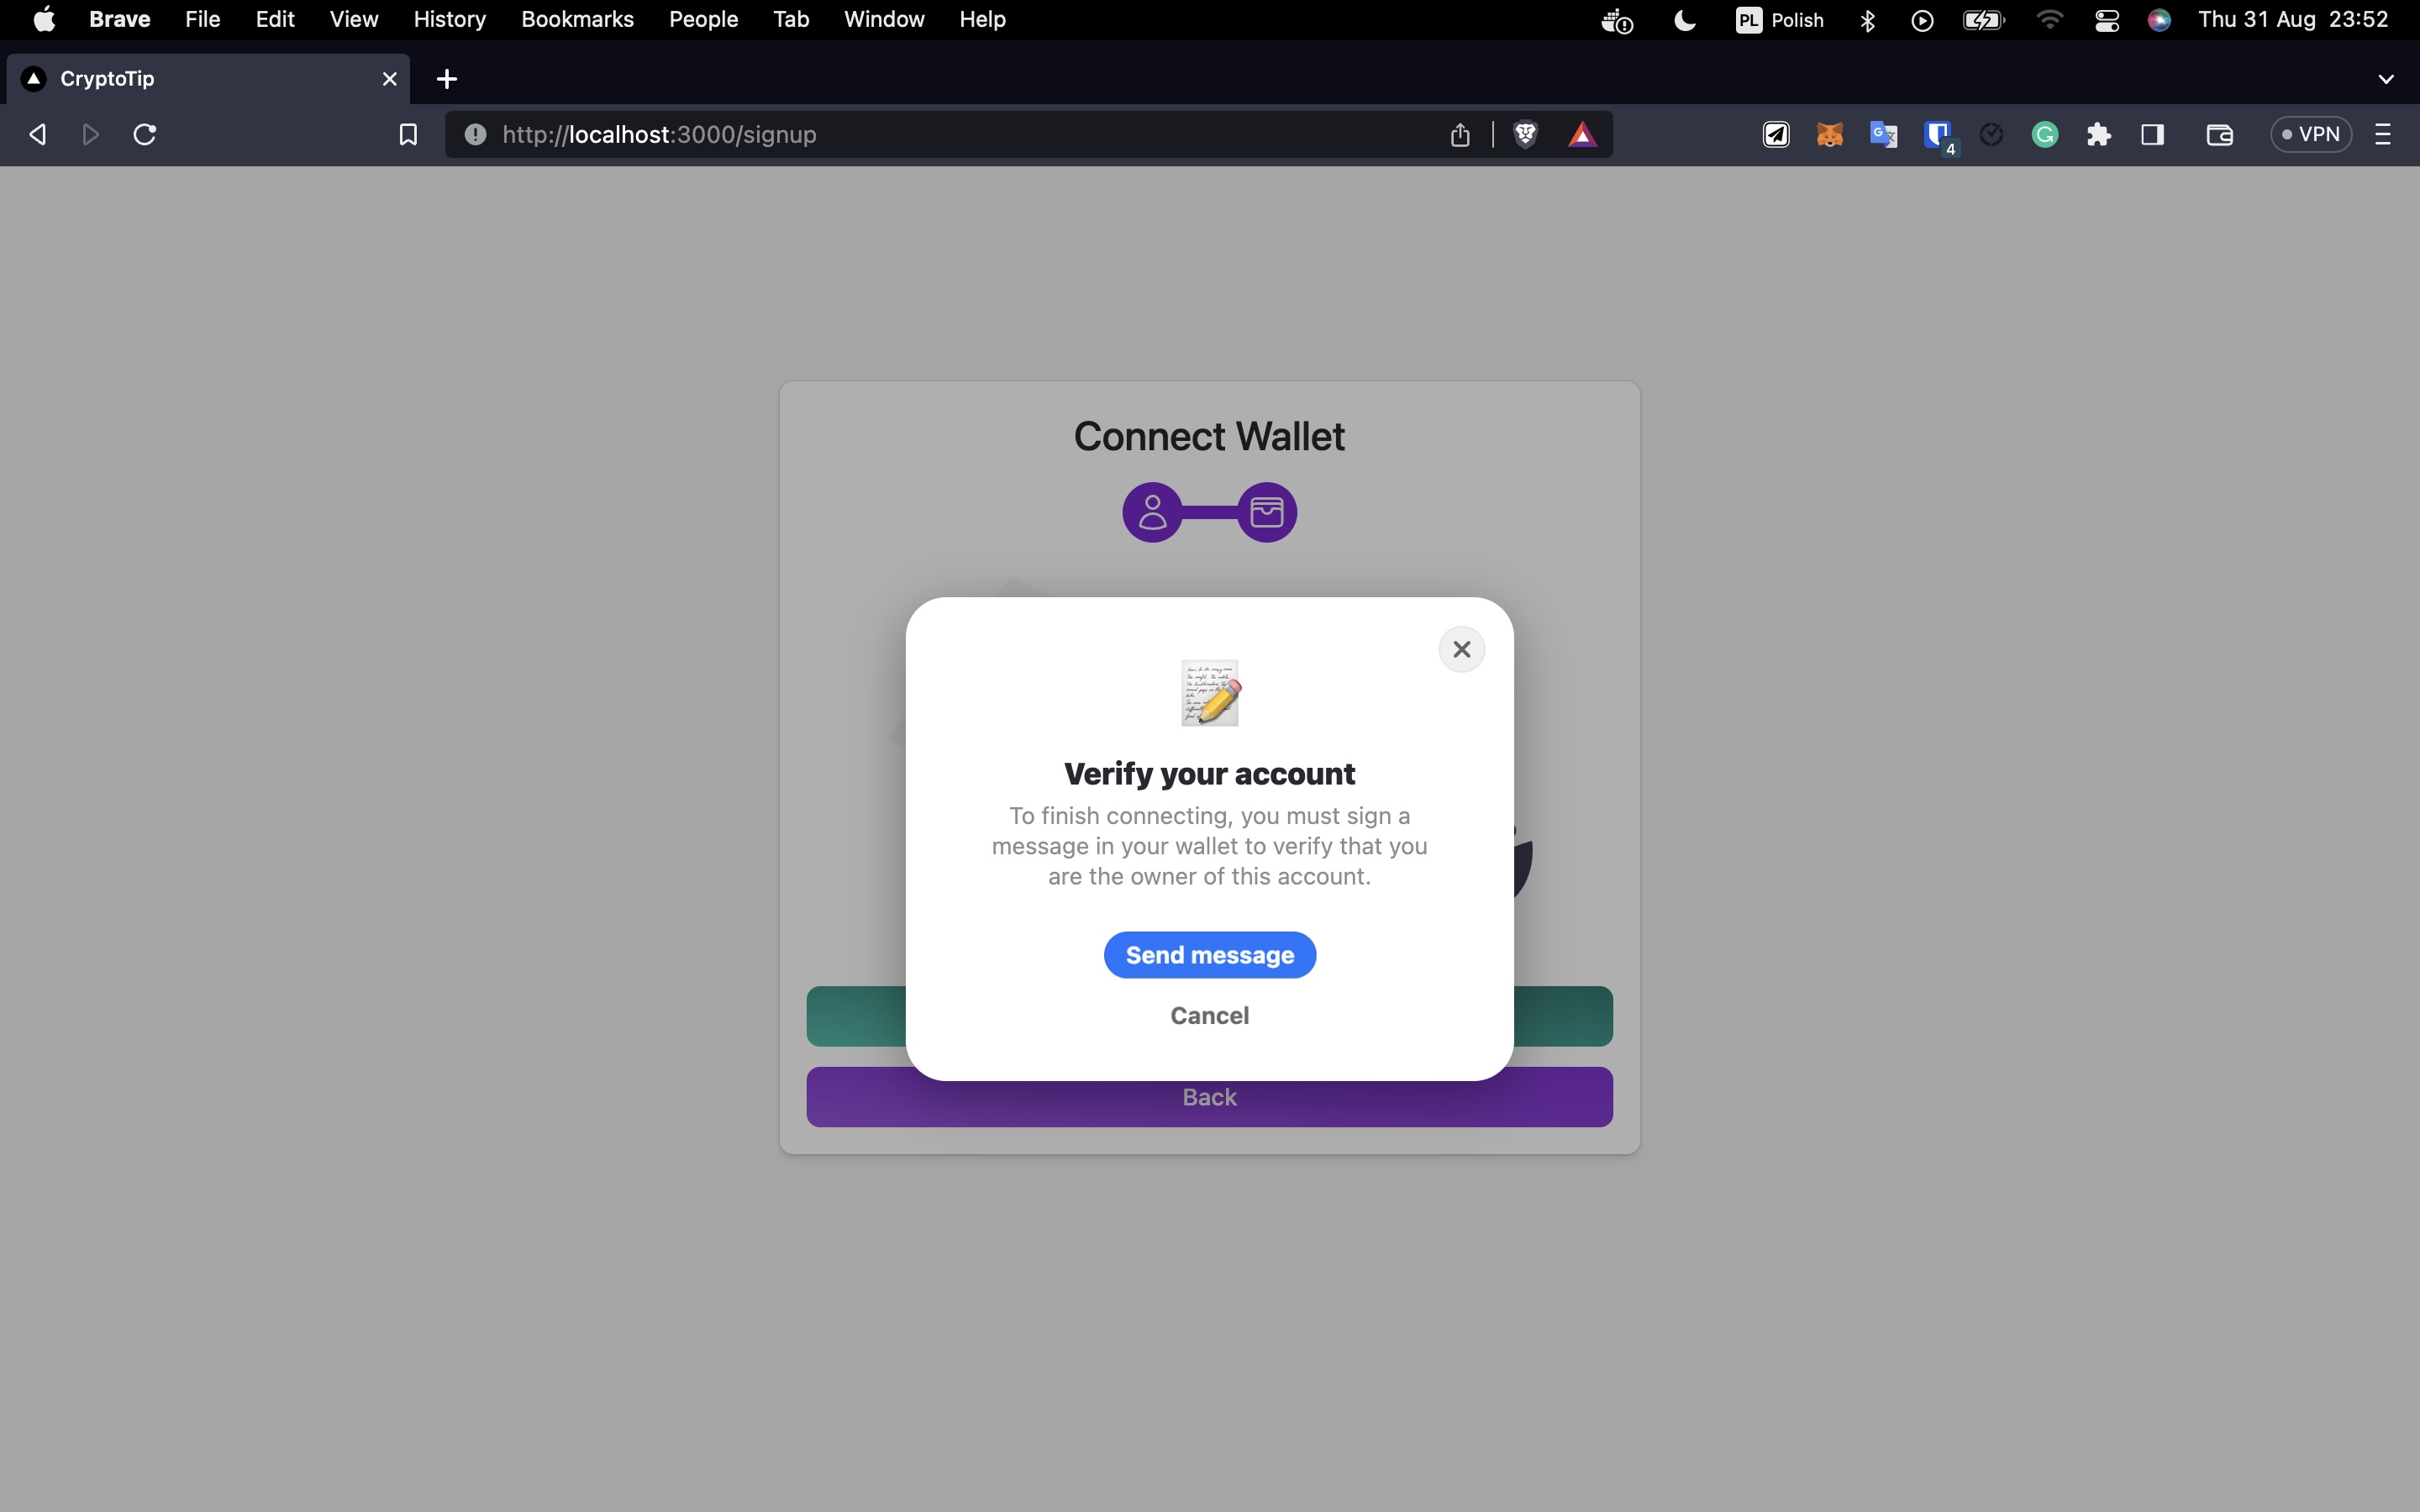 Brave File Edit View History Bookmarks People Tab Window Help PL Polish Thu 31 Aug 23:52
CryptoTip
http://localhost:3000/signup 4 VPN
Connect Wallet
Verify your account
To finish connecting, you must sign a
message in your wallet to verify that you
are the owner of this account.
Send message
Cancel
Back